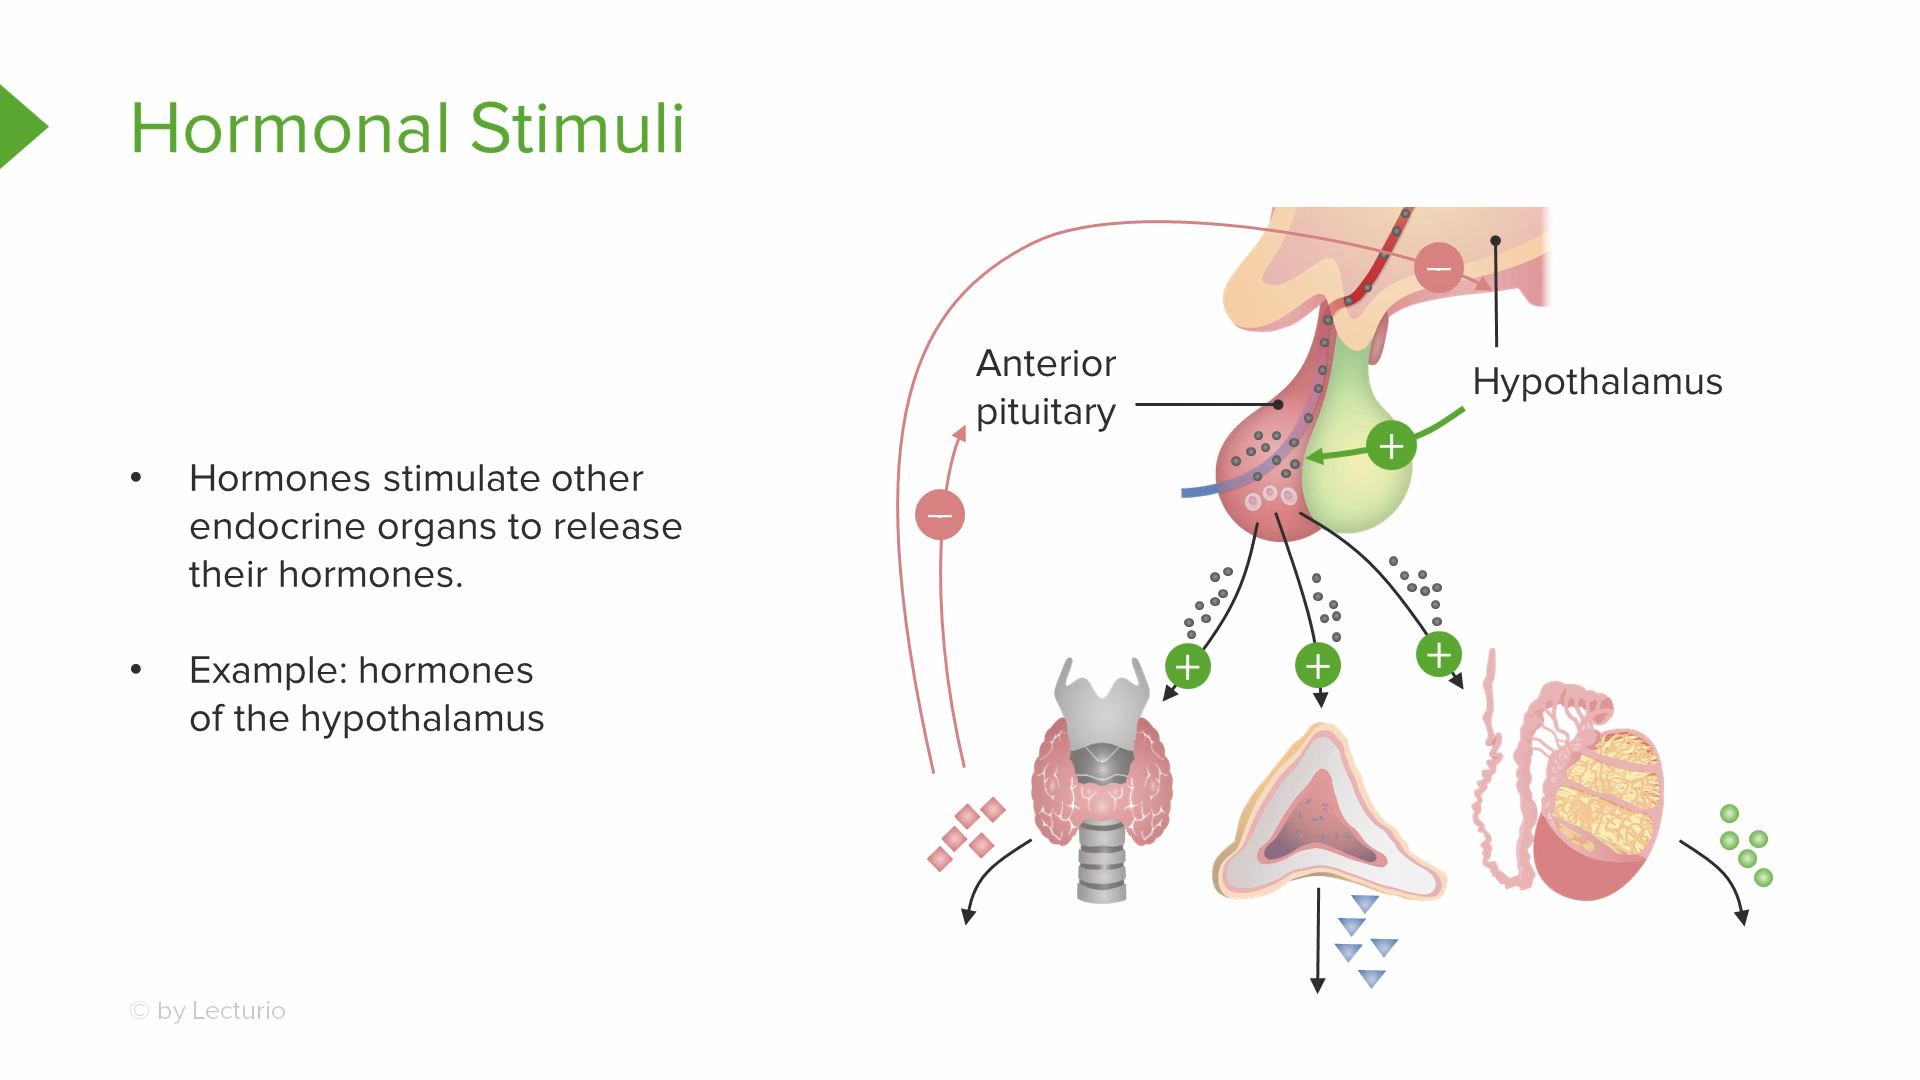 Hormonal Stimuli
Anterior
pituitary
Hypothalamus
• Hormones stimulate other
endocrine organs to release
their hormones.
• Example: hormones
of the hypothalamus
© by Lecturio